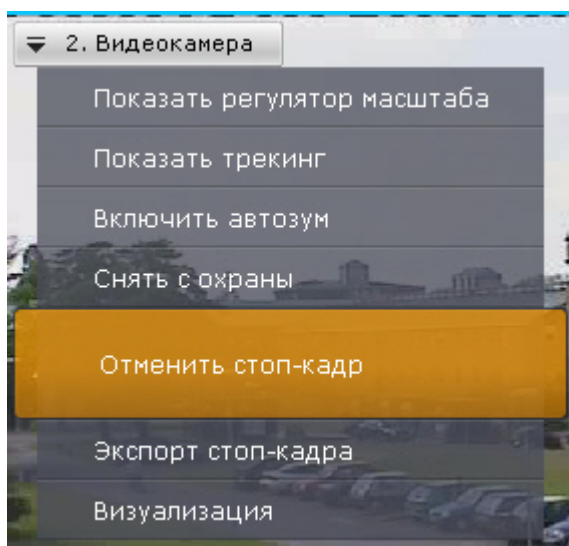 2. Видеокамера
Показать регулятор масштаба
Показать трекинг
Включить автозум
Снять с охраны
Отменить стоп-кадр
Экспорт стоп-кадра
Визуализация